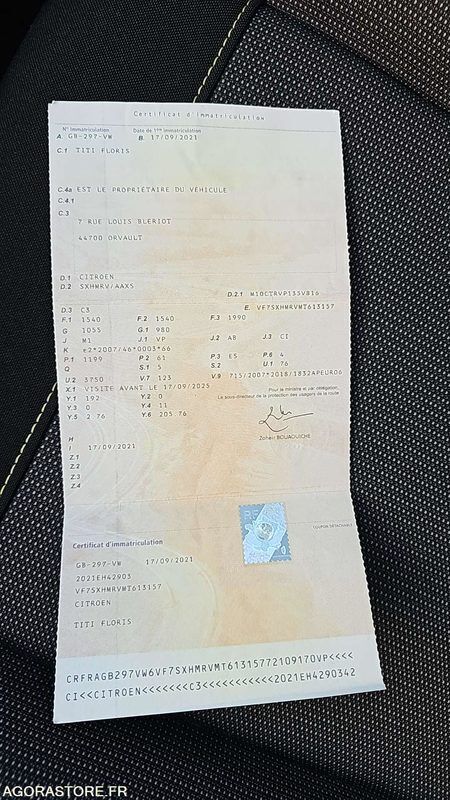 Certificat d'immatriculation
N° Immatriculation Date de 1ère immatriculation
A. GB-297-VW B. 17/09/2021
C.1 TITI FLORIS
C.4a EST LE PROPRIÉTAIRE DU VÉHICULE
C.4.1
C.3
7 RUE LOUIS BLERIOT
44700 ORVAULT
D.1 CITROEN
D.2 SXHMRV/AAXS D.2.1 M10CTRVP135V816
D.3 C3 E. VF7SXHMRVMT613157
F.1 1540 F.2 1540 F.3 1990
G 1055 G.1 980
J M1 J.1 VP J.2 AB J.3 CI
K e2*2007/46*0003*66
P.1 1199 P.2 61 P.3 ES P.6 4
Q S.1 5 S.2 U.1 76
U.2 3750 V.7 123 V.9 715/2007*2018/1832APEURO6
X.1 VISITE AVANT LE 17/09/2025
Y.1 192 Y.2 0
Y.3 0 Y.4 11
Y.5 2.76 Y.6 205.76
Pour le ministre et par délégation,
Le sous-directeur de la protection des usagers de la route
Zoheir BOUAOUICHE
H
I 17/09/2021
Z.1
Z.2
Z.3
Z.4
COUPON DÉTACHABLE
Certificat d'immatriculation
GB-297-VW 17/09/2021
2021EH42903
VF7SXHMRVMT613157
CITROEN
TITI FLORIS
CRFRAGB297VW6VF7SXHMRVMT61315772109170VP<<<<
CI<<CITROEN<<<<<<<C3<<<<<<<<<<<2021EH4290342
AGORASTORE.FR